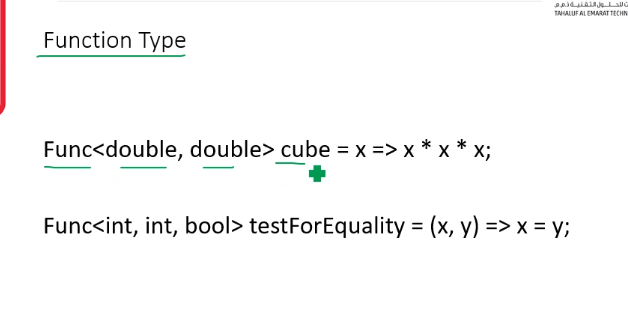 TAHALUF AL EMARAT TECHN
Function Type
Func<double, double> cube = x => x * x * x;
Func<int, int, bool> testForEquality = (x, y) => x = y;